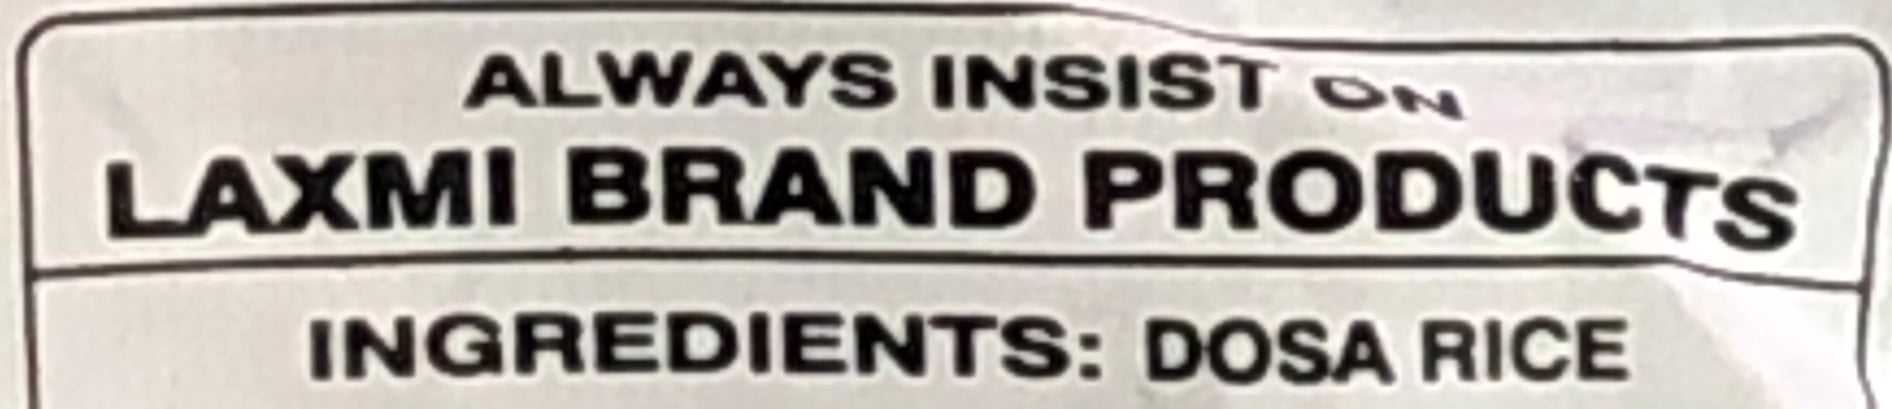 ALWAYS INSIST ON
LAXMI BRAND PRODUCTS
INGREDIENTS: DOSA RICE